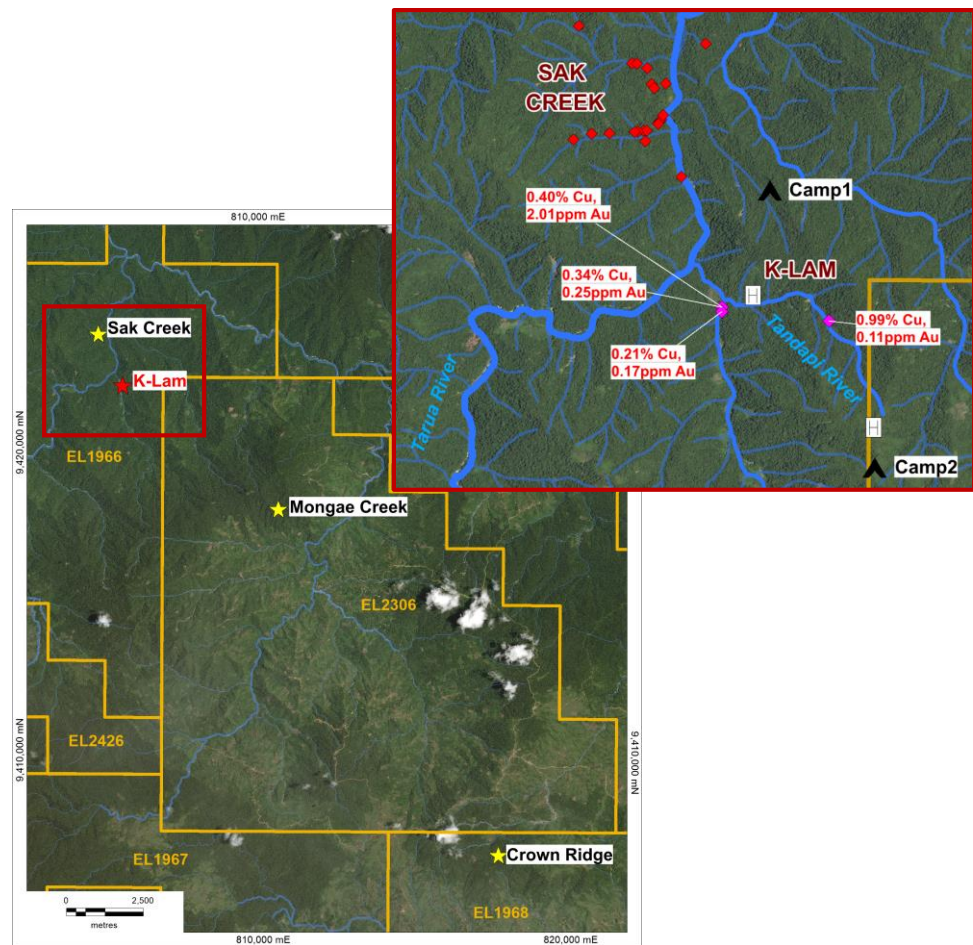 SAK
CREEK
0.40% Cu,
2.01ppm Au
Camp1
K-LAM
0.34% Cu,
0.25ppm Au
H
0.99% Cu,
0.11ppm Au
0.21% Cu,
0.17ppm Au
Tandapi River
Tarua River
H
Camp2
810,000 mE
Sak Creek
K-Lam
9,420,000 mN
EL1966
Mongae Creek
EL2306
EL2426
9,410,000 mN
9,410,000 mN
EL1967
Crown Ridge
EL1968
0 2,500
metres
810,000 mE
820,000 mE